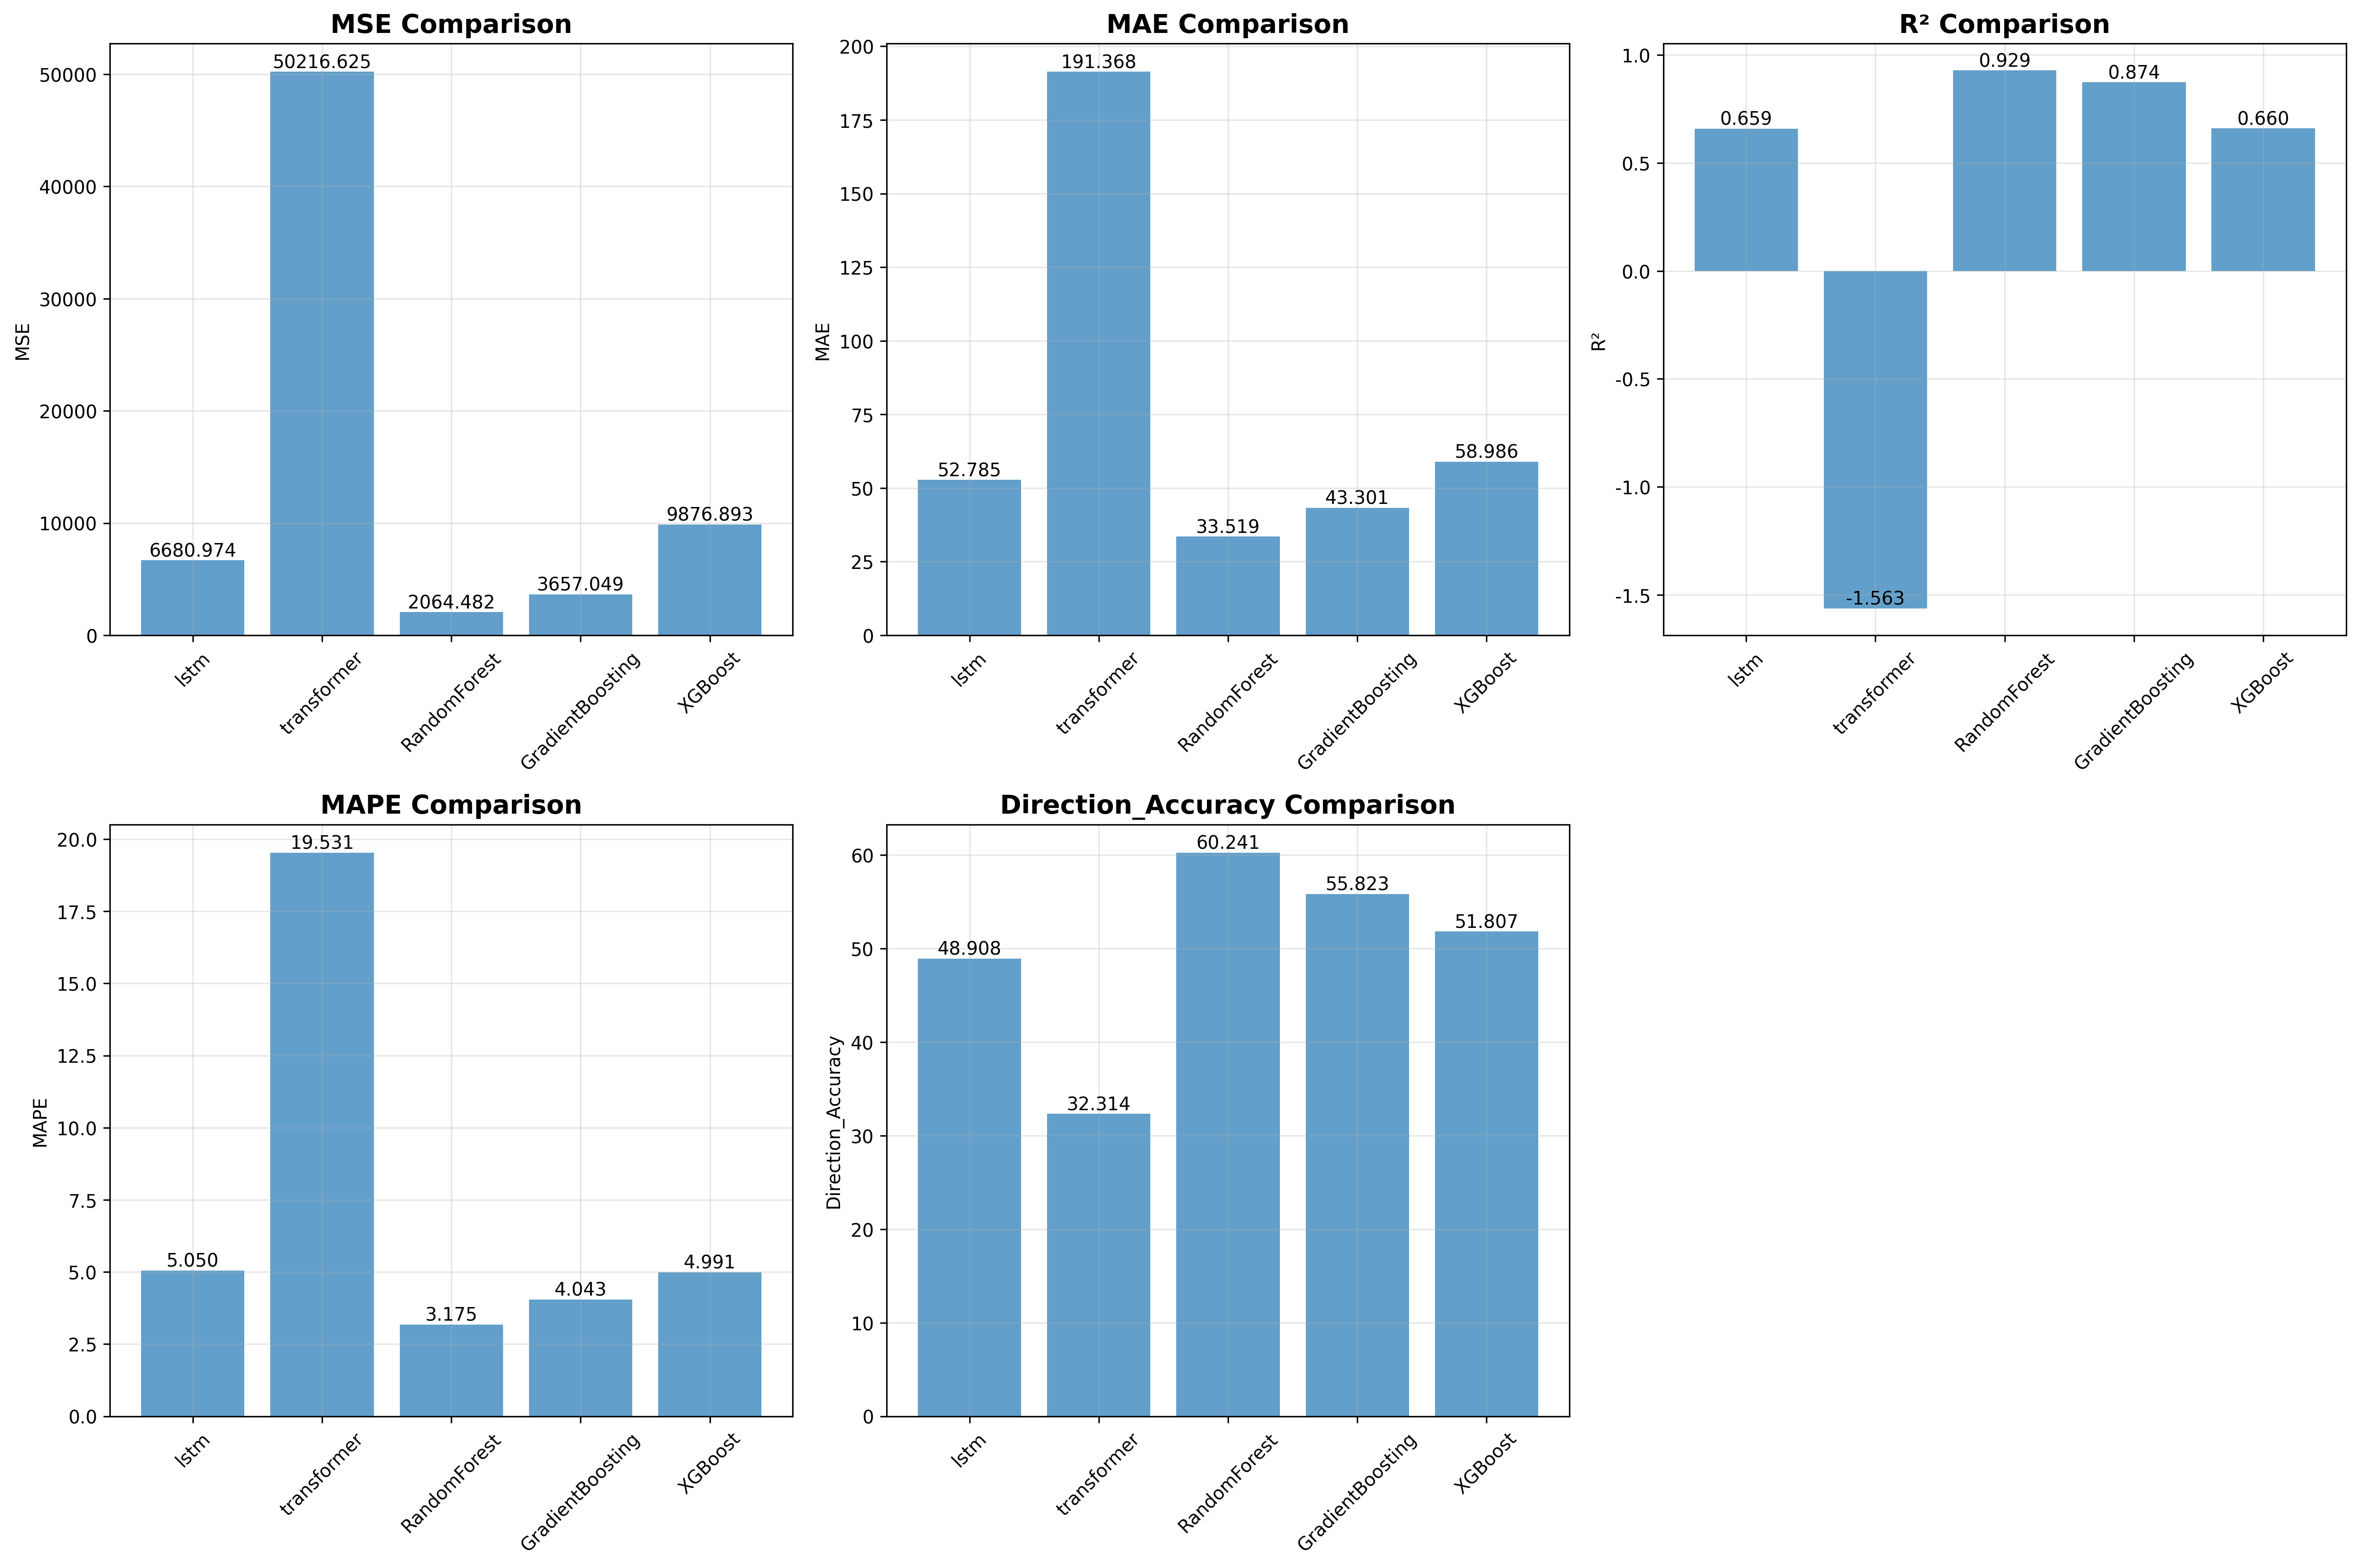 MSE Comparison
MSE
50000
40000
30000
20000
10000
0
6680.974
50216.625
2064.482
3657.049
9876.893
lstm
transformer
RandomForest
GradientBoosting
XGBoost
MAE Comparison
MAE
200
175
150
125
100
75
50
25
0
52.785
191.368
33.519
43.301
58.986
lstm
transformer
RandomForest
GradientBoosting
XGBoost
R² Comparison
R²
1.0
0.5
0.0
-0.5
-1.0
-1.5
0.659
-1.563
0.929
0.874
0.660
lstm
transformer
RandomForest
GradientBoosting
XGBoost
MAPE Comparison
MAPE
20.0
17.5
15.0
12.5
10.0
7.5
5.0
2.5
0.0
5.050
19.531
3.175
4.043
4.991
lstm
transformer
RandomForest
GradientBoosting
XGBoost
Direction_Accuracy Comparison
Direction_Accuracy
60
50
40
30
20
10
0
48.908
32.314
60.241
55.823
51.807
lstm
transformer
RandomForest
GradientBoosting
XGBoost